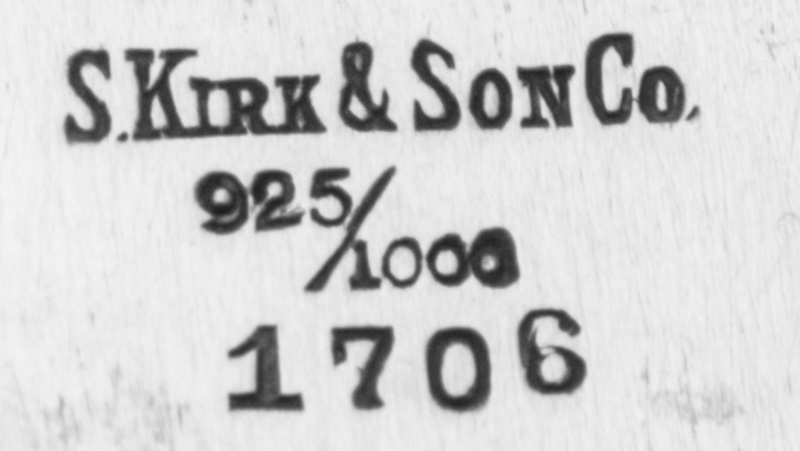 S. KIRK & SON CO.
925/1000
1706